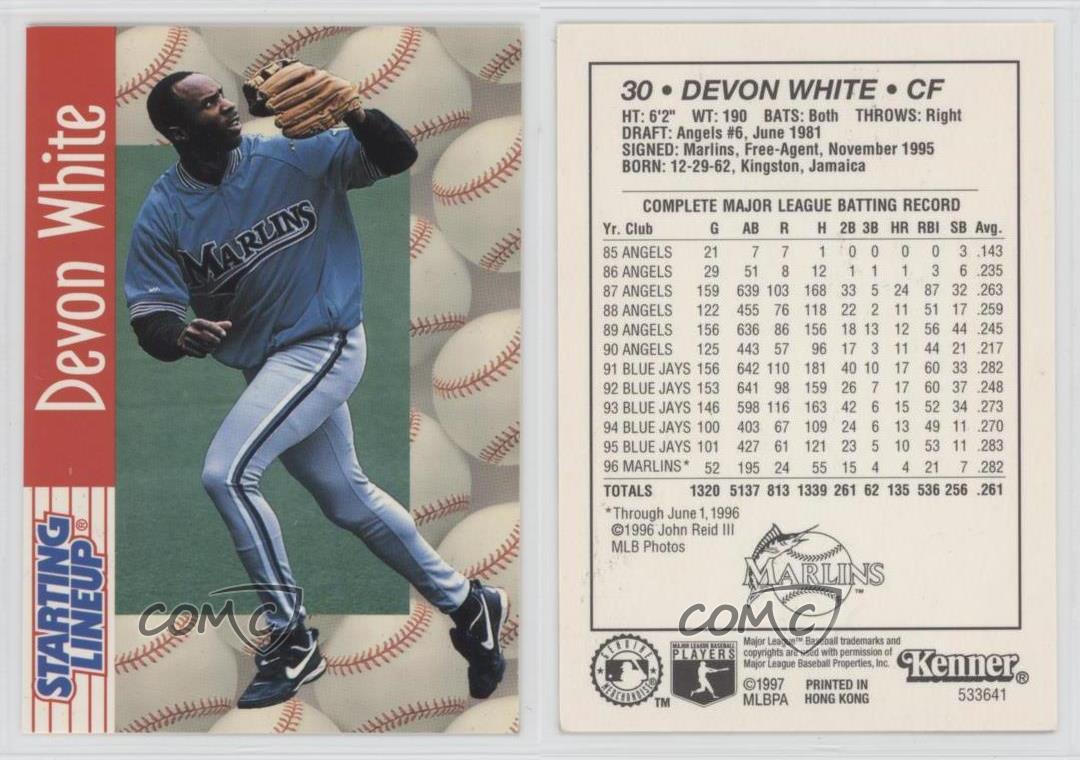 Devon White
STARTING
LINEUP®
MARLINS
COMC
30 • DEVON WHITE • CF
HT: 6'2" WT: 190 BATS: Both THROWS: Right
DRAFT: Angels #6, June 1981
SIGNED: Marlins, Free-Agent, November 1995
BORN: 12-29-62, Kingston, Jamaica
COMPLETE MAJOR LEAGUE BATTING RECORD
Yr. Club G AB R H 2B 3B HR RBI SB Avg.
85 ANGELS 21 7 7 1 0 0 0 0 3 .143
86 ANGELS 29 51 8 12 1 1 1 3 6 .235
87 ANGELS 159 639 103 168 33 5 24 87 32 .263
88 ANGELS 122 455 76 118 22 2 11 51 17 .259
89 ANGELS 156 636 86 156 18 13 12 56 44 .245
90 ANGELS 125 443 57 96 17 3 11 44 21 .217
91 BLUE JAYS 156 642 110 181 40 10 17 60 33 .282
92 BLUE JAYS 153 641 98 159 26 7 17 60 37 .248
93 BLUE JAYS 146 598 116 163 42 6 15 52 34 .273
94 BLUE JAYS 100 403 67 109 24 6 13 49 11 .270
95 BLUE JAYS 101 427 61 121 23 5 10 53 11 .283
96 MARLINS* 52 195 24 55 15 4 4 21 7 .282
TOTALS 1320 5137 813 1339 261 62 135 536 256 .261
*Through June 1, 1996
©1996 John Reid III
MLB Photos
MARLINS™
COMC
GENUINE
MERCHANDISE
TM
MAJOR LEAGUE BASEBALL
PLAYERS
Major League™ Baseball trademarks and
copyrights are used with permission of
Major League Baseball Properties, Inc.
©1997 PRINTED IN
MLBPA HONG KONG
Kenner®
533641